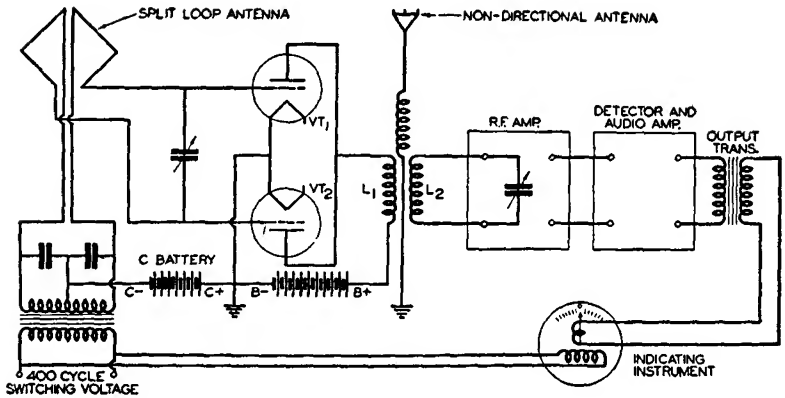 SPLIT LOOP ANTENNA
NON-DIRECTIONAL ANTENNA
VT1
R.F. AMP.
DETECTOR AND
AUDIO AMP.
OUTPUT
TRANS.
L1
L2
VT2
C BATTERY
C-
C+
B-
B+
INDICATING
INSTRUMENT
400 CYCLE
SWITCHING VOLTAGE